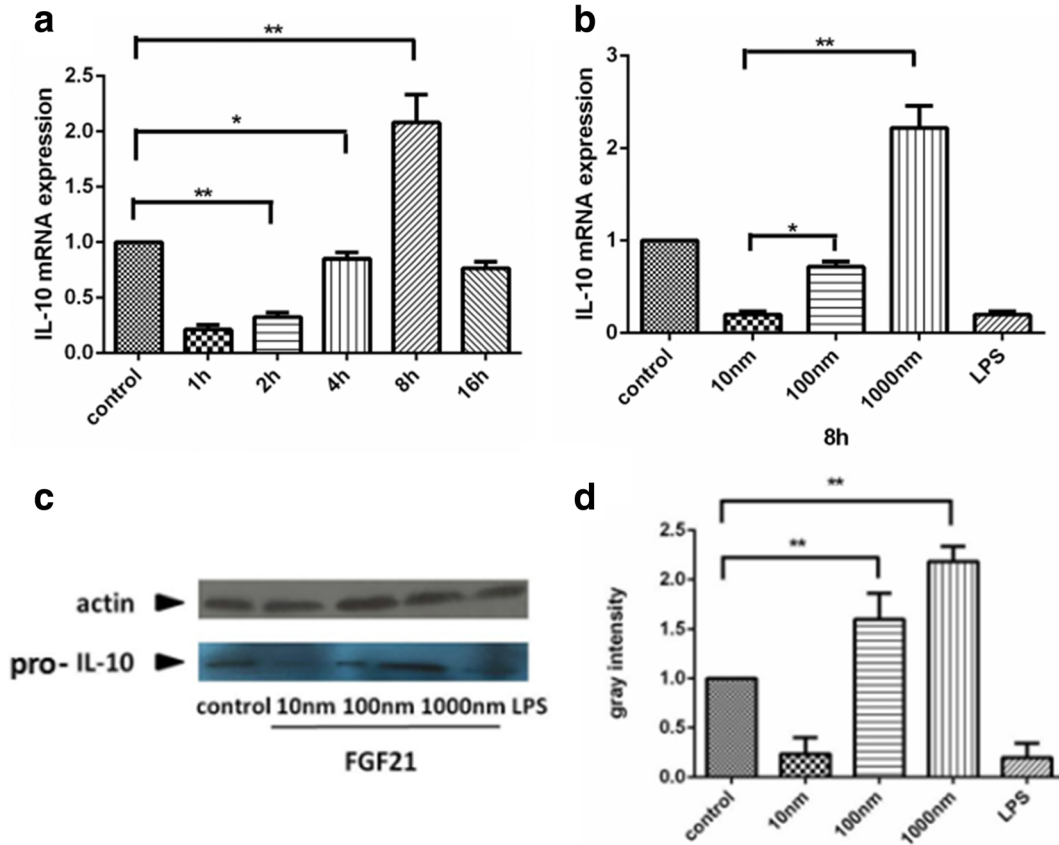 a
**
*
**
IL-10 mRNA expression
2.5
2.0
1.5
1.0
0.5
0.0
control
1h
2h
4h
8h
16h
b
**
*
IL-10 mRNA expression
3
2
1
0
control
10nm
100nm
1000nm
LPS
8h
c
actin
pro- IL-10
control 10nm 100nm 1000nm LPS
FGF21
d
**
**
gray intensity
2.5
2.0
1.5
1.0
0.5
0.0
control
10nm
100nm
1000nm
LPS